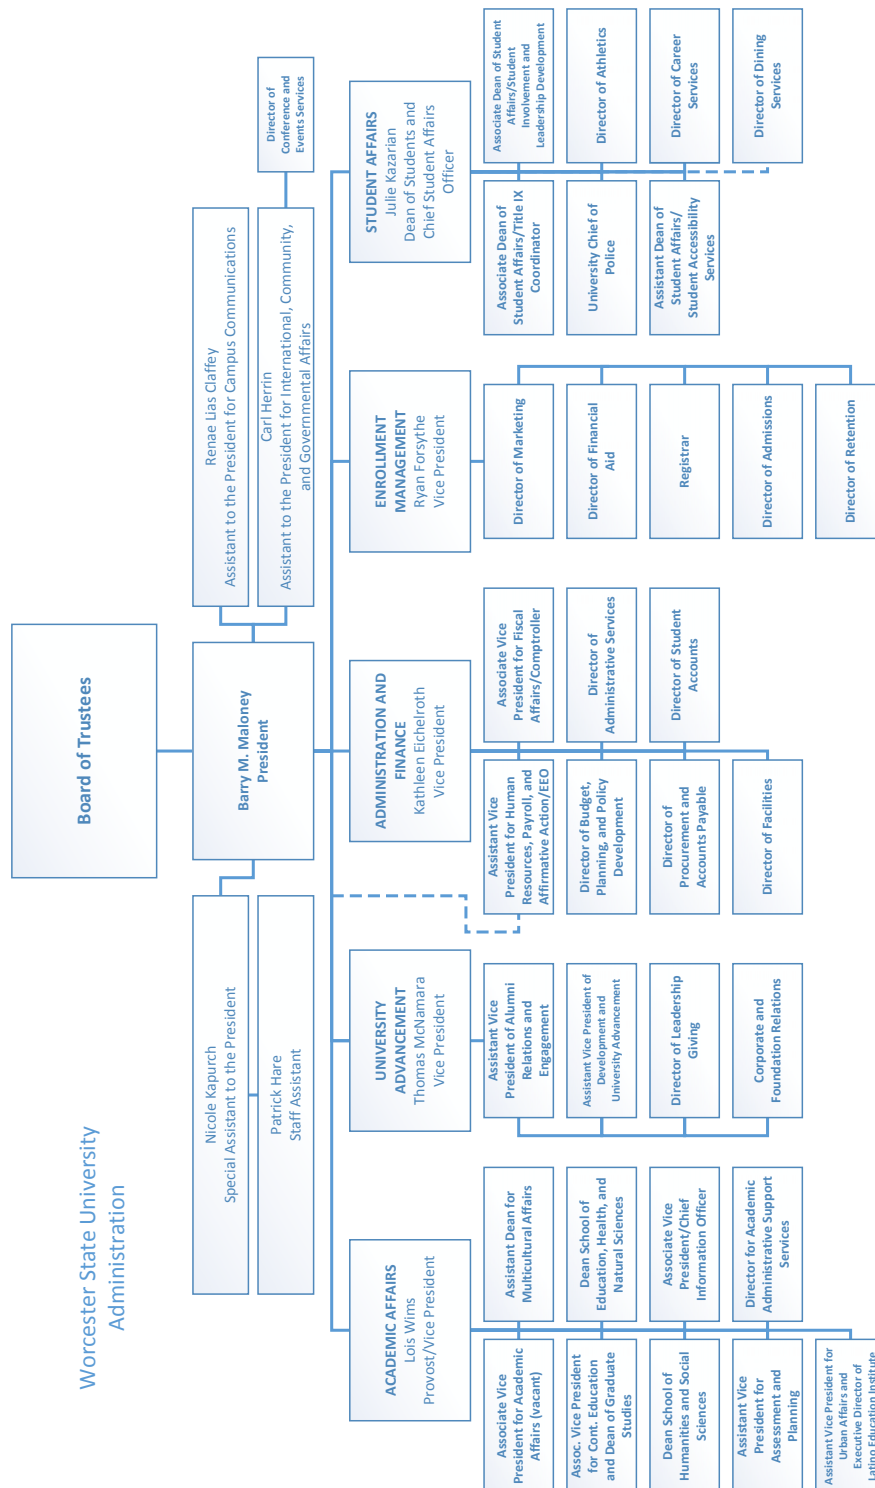 Worcester State University
Administration
Board of Trustees
Barry M. Maloney
President
Nicole Kapurch
Special Assistant to the President
Patrick Hare
Staff Assistant
Renae Lias Claffey
Assistant to the President for Campus Communications
Carl Herrin
Assistant to the President for International, Community,
and Governmental Affairs
Director of
Conference and
Events Services
ACADEMIC AFFAIRS
Lois Wims
Provost/Vice President
Associate Vice
President for Academic
Affairs (vacant)
Assistant Dean for
Multicultural Affairs
Assoc. Vice President
for Cont. Education
and Dean of Graduate
Studies
Dean School of
Education, Health, and
Natural Sciences
Dean School of
Humanities and Social
Sciences
Associate Vice
President/Chief
Information Officer
Assistant Vice
President for
Assessment and
Planning
Director for Academic
Administrative Support
Services
Assistant Vice President for
Urban Affairs and
Executive Director of
Latino Education Institute
UNIVERSITY
ADVANCEMENT
Thomas McNamara
Vice President
Assistant Vice
President of Alumni
Relations and
Engagement
Assistant Vice President of
Development and
University Advancement
Director of Leadership
Giving
Corporate and
Foundation Relations
ADMINISTRATION AND
FINANCE
Kathleen Eichelroth
Vice President
Assistant Vice
President for Human
Resources, Payroll, and
Affirmative Action/EEO
Associate Vice
President for Fiscal
Affairs/Comptroller
Director of Budget,
Planning, and Policy
Development
Director of
Administrative Services
Director of
Procurement and
Accounts Payable
Director of Student
Accounts
Director of Facilities
ENROLLMENT
MANAGEMENT
Ryan Forsythe
Vice President
Director of Marketing
Director of Financial
Aid
Registrar
Director of Admissions
Director of Retention
STUDENT AFFAIRS
Julie Kazarian
Dean of Students and
Chief Student Affairs
Officer
Associate Dean of
Student Affairs/Title IX
Coordinator
Associate Dean of Student
Affairs/Student
Involvement and
Leadership Development
University Chief of
Police
Director of Athletics
Assistant Dean of
Student Affairs/
Student Accessibility
Services
Director of Career
Services
Director of Dining
Services